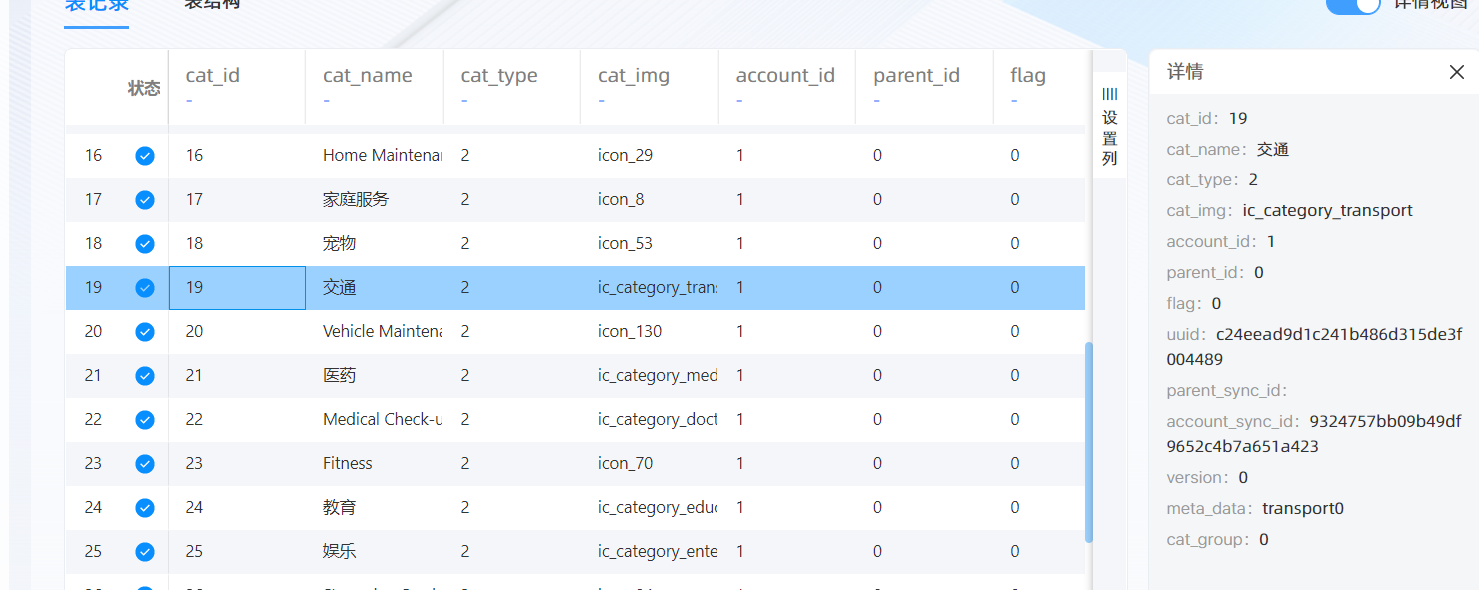 表记录 表结构 详情视图
状态 cat_id cat_name cat_type cat_img account_id parent_id flag
- - - - - - -
16 16 Home Maintenan 2 icon_29 1 0 0
17 17 家庭服务 2 icon_8 1 0 0
18 18 宠物 2 icon_53 1 0 0
19 19 交通 2 ic_category_trans 1 0 0
20 20 Vehicle Maintena 2 icon_130 1 0 0
21 21 医药 2 ic_category_med 1 0 0
22 22 Medical Check-u 2 ic_category_doct 1 0 0
23 23 Fitness 2 icon_70 1 0 0
24 24 教育 2 ic_category_educ 1 0 0
25 25 娱乐 2 ic_category_ente 1 0 0
设置列
详情
cat_id: 19
cat_name: 交通
cat_type: 2
cat_img: ic_category_transport
account_id: 1
parent_id: 0
flag: 0
uuid: c24eead9d1c241b486d315de3f
004489
parent_sync_id:
account_sync_id: 9324757bb09b49df
9652c4b7a651a423
version: 0
meta_data: transport0
cat_group: 0